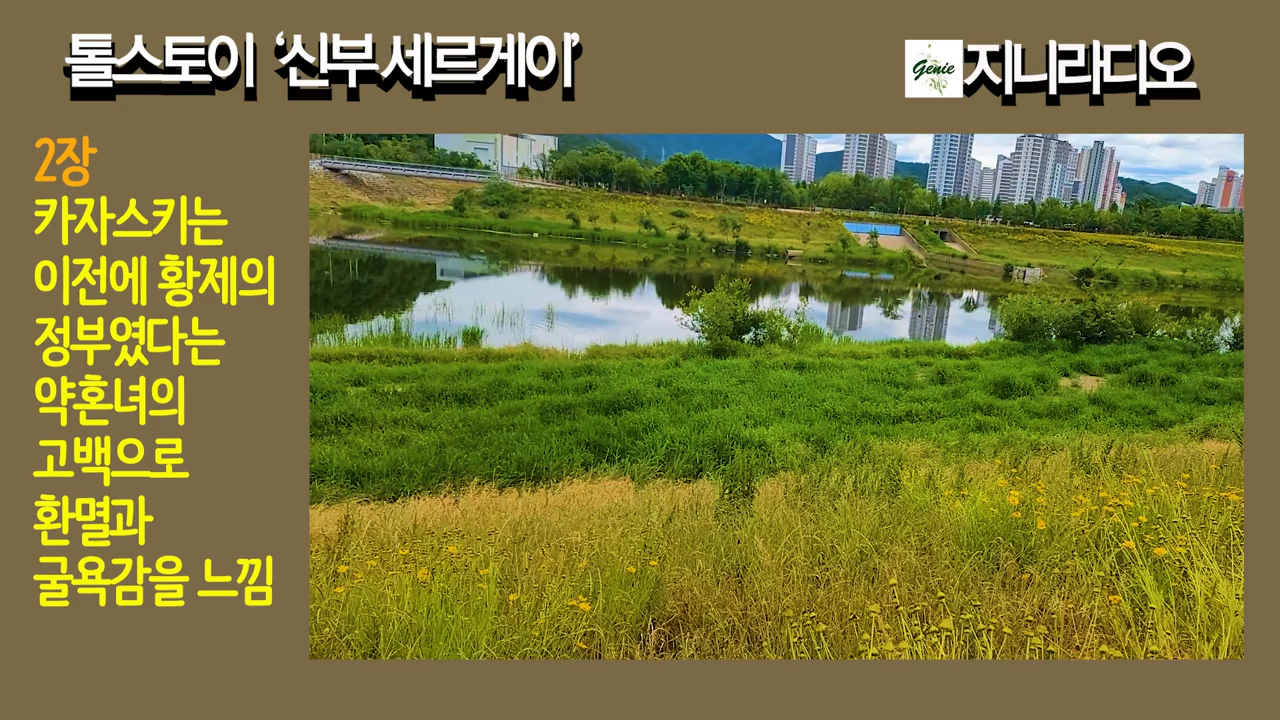 톨스토이 ‘신부 세르게이’
Genie 지니라디오
2장
카자스키는
이전에 황제의
정부였다는
약혼녀의
고백으로
환멸과
굴욕감을 느낌